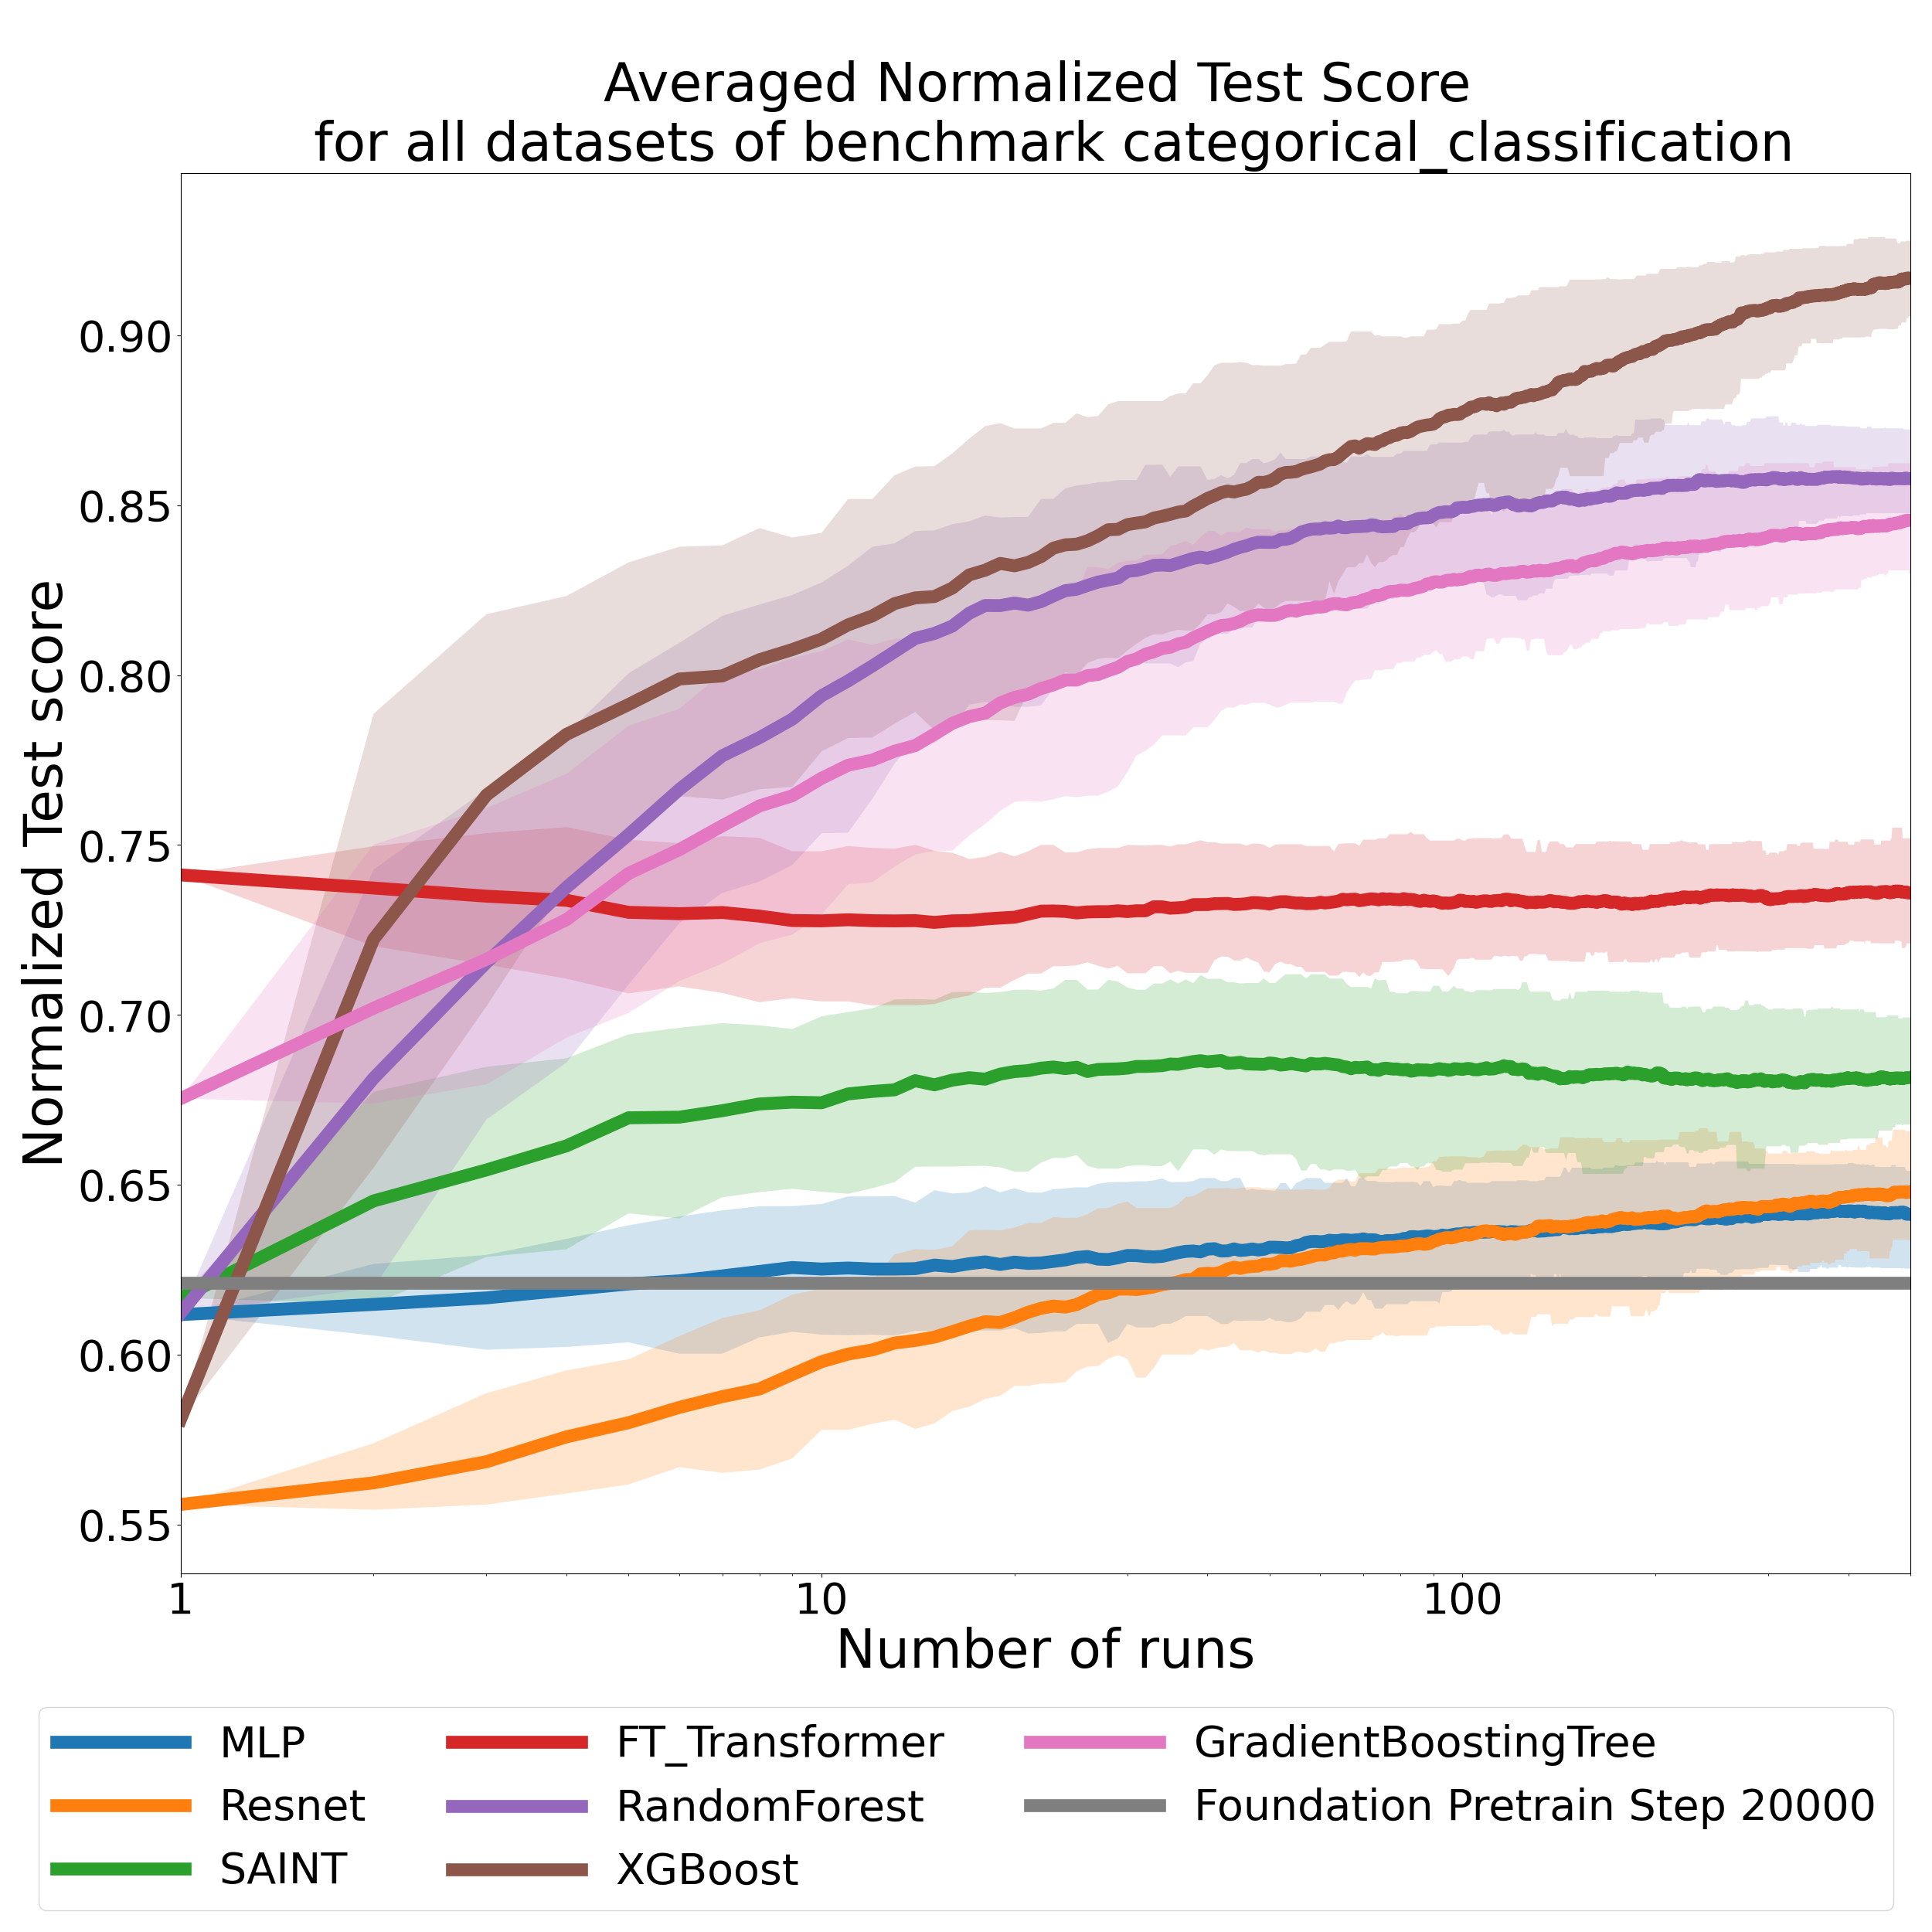 Averaged Normalized Test Score
for all datasets of benchmark categorical_classification
Normalized Test score
0.90
0.85
0.80
0.75
0.70
0.65
0.60
0.55
1 10 100
Number of runs
MLP FT_Transformer GradientBoostingTree
Resnet RandomForest Foundation Pretrain Step 20000
SAINT XGBoost